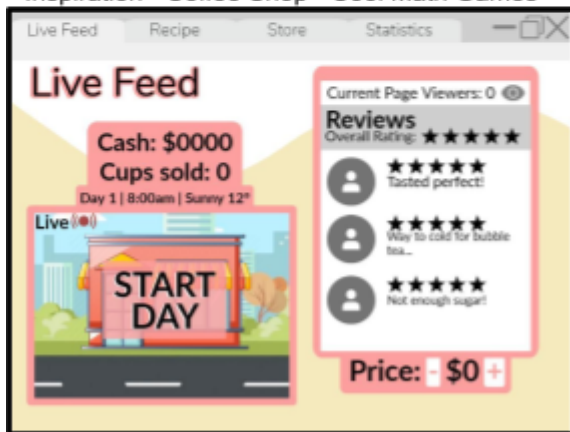 Inspiration - Coffee Shop - Cool Math Games
Live Feed
Recipe
Store
Statistics
Live Feed
Cash: $0000
Cups sold: 0
Day 1 | 8:00am | Sunny 12°
Live
START
DAY
Current Page Viewers: 0
Reviews
Overall Rating: ★★★★★
★★★★★
Tasted perfect!
★★★★★
Way to cold for bubble
tea...
★★★★★
Not enough sugar!
Price: - $0 +